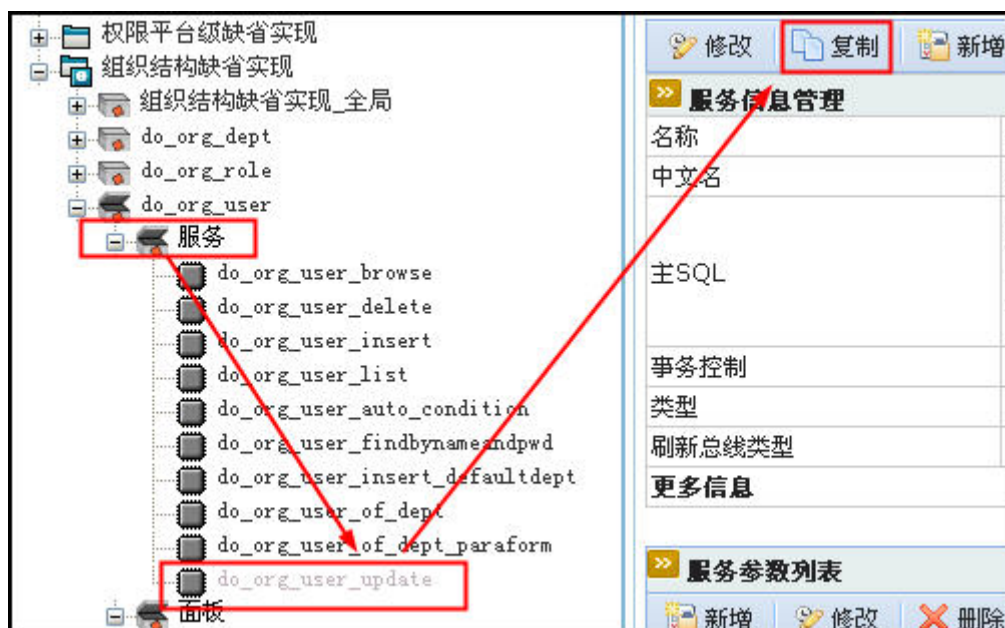 权限平台级缺省实现
组织结构缺省实现
组织结构缺省实现_全局
do_org_dept
do_org_role
do_org_user
服务
do_org_user_browse
do_org_user_delete
do_org_user_insert
do_org_user_list
do_org_user_auto_condition
do_org_user_findbynameandpwd
do_org_user_insert_defaultdept
do_org_user_of_dept
do_org_user_of_dept_paraform
do_org_user_update
面板
修改 复制 新增
服务信息管理
名称
中文名
主SQL
事务控制
类型
刷新总线类型
更多信息
服务参数列表
新增 修改 删除